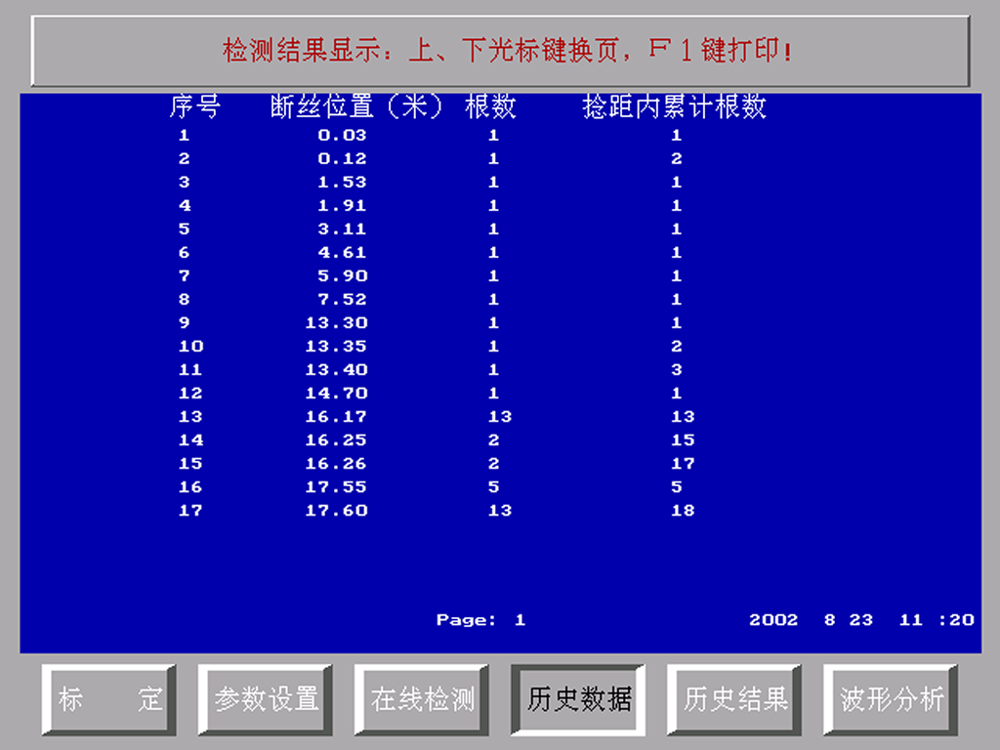 检测结果显示：上、下光标键换页，F1键打印！
序号 断丝位置（米） 根数 捻距内累计根数
1 0.03 1 1
2 0.12 1 2
3 1.53 1 1
4 1.91 1 1
5 3.11 1 1
6 4.61 1 1
7 5.90 1 1
8 7.52 1 1
9 13.30 1 1
10 13.35 1 2
11 13.40 1 3
12 14.70 1 1
13 16.17 13 13
14 16.25 2 15
15 16.26 2 17
16 17.55 5 5
17 17.60 13 18
Page: 1 2002 8 23 11 :20
标 定 参数设置 在线检测 历史数据 历史结果 波形分析